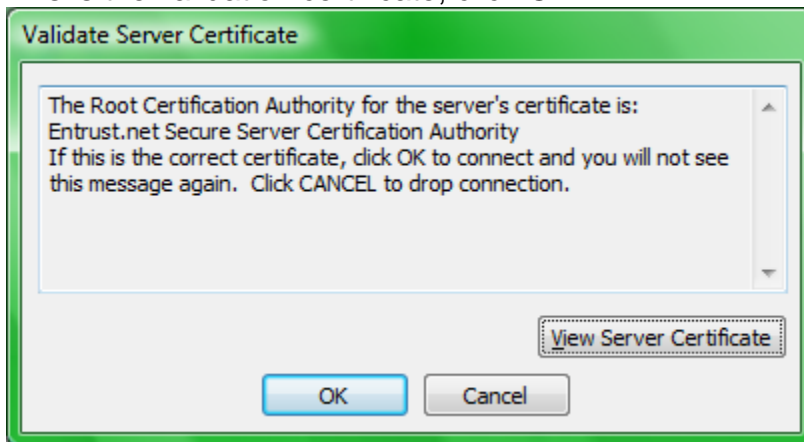 Validate Server Certificate
The Root Certification Authority for the server's certificate is:
Entrust.net Secure Server Certification Authority
If this is the correct certificate, click OK to connect and you will not see
this message again.  Click CANCEL to drop connection.
View Server Certificate
OK
Cancel